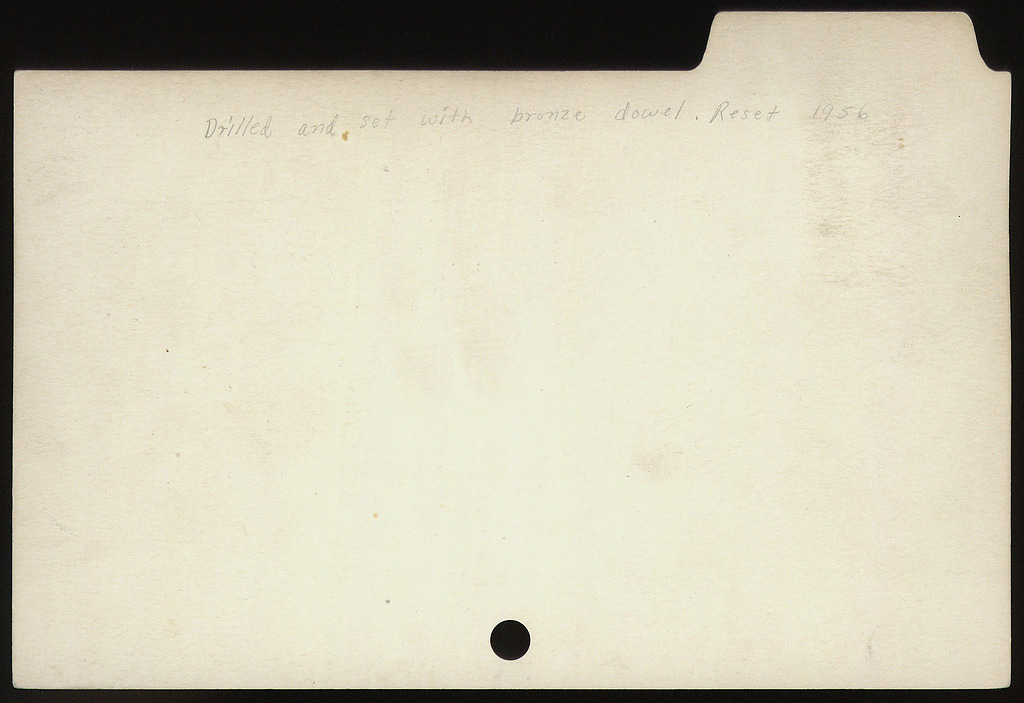 Drilled and set with bronze dowel. Reset 1956